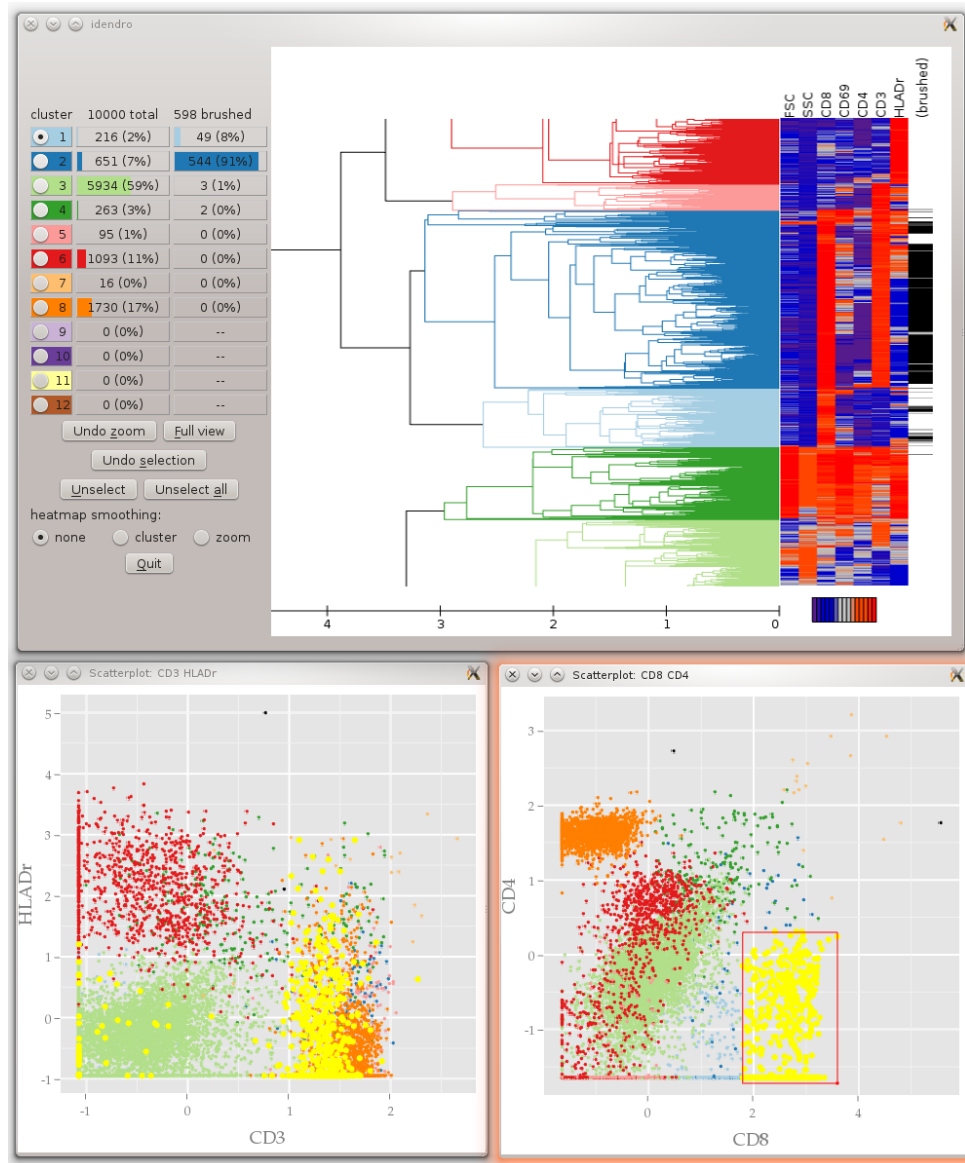 idendro
cluster 10000 total 598 brushed
1 216 (2%) 49 (8%)
2 651 (7%) 544 (91%)
3 5934 (59%) 3 (1%)
4 263 (3%) 2 (0%)
5 95 (1%) 0 (0%)
6 1093 (11%) 0 (0%)
7 16 (0%) 0 (0%)
8 1730 (17%) 0 (0%)
9 0 (0%) --
10 0 (0%) --
11 0 (0%) --
12 0 (0%) --
Undo zoom Full view
Undo selection
Unselect Unselect all
heatmap smoothing:
none cluster zoom
Quit
FSC SSC CD8 CD69 CD4 CD3 HLADr (brushed)
4 3 2 1 0
Scatterplot: CD3 HLADr
5
4
3
2
1
0
-1
HLADr
-1 0 1 2
CD3
Scatterplot: CD8 CD4
3
2
1
0
-1
CD4
0 2 4
CD8